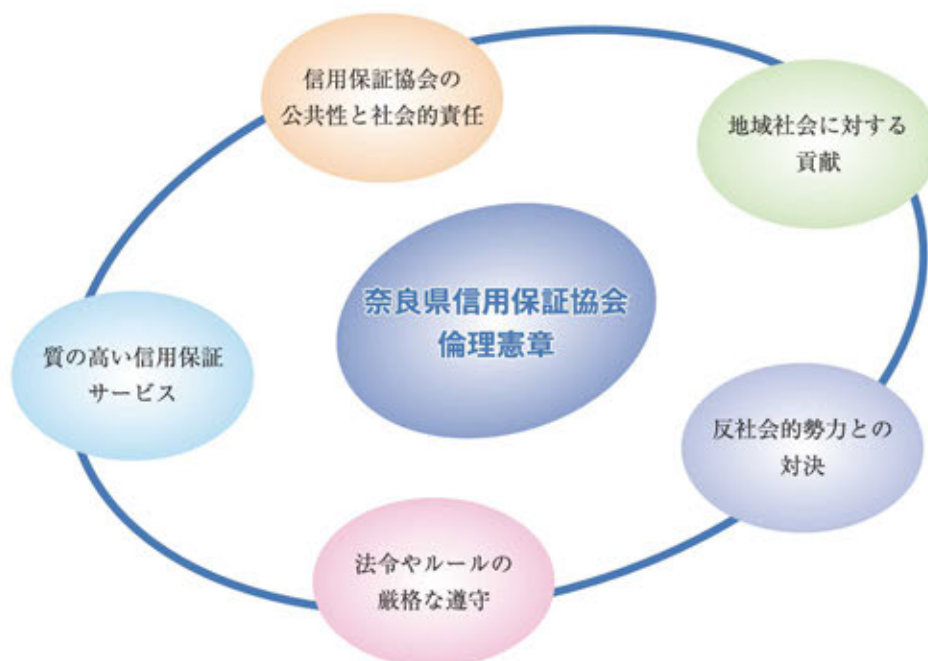 信用保証協会の
公共性と社会的責任
地域社会に対する
貢献
奈良県信用保証協会
倫理憲章
質の高い信用保証
サービス
反社会的勢力との
対決
法令やルールの
厳格な遵守